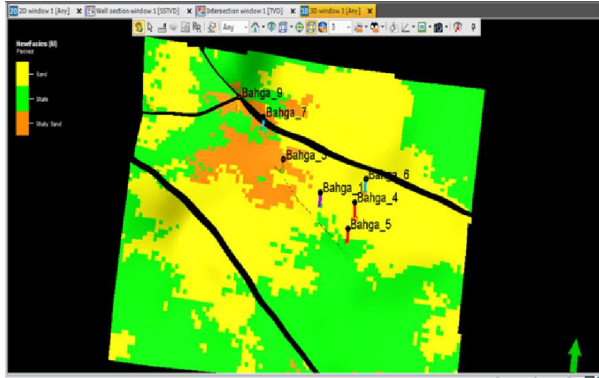 2D window 1 [Any]
Well section window 1 [SSTVD]
Intersection window 1 [TVD]
3D window 3 [Any]
Any
3
NewFacies [U]
Facies
Sand
Shale
Shaly Sand
Bahga_9
Bahga_7
Bahga_3
Bahga_6
Bahga_1
Bahga_4
Bahga_5